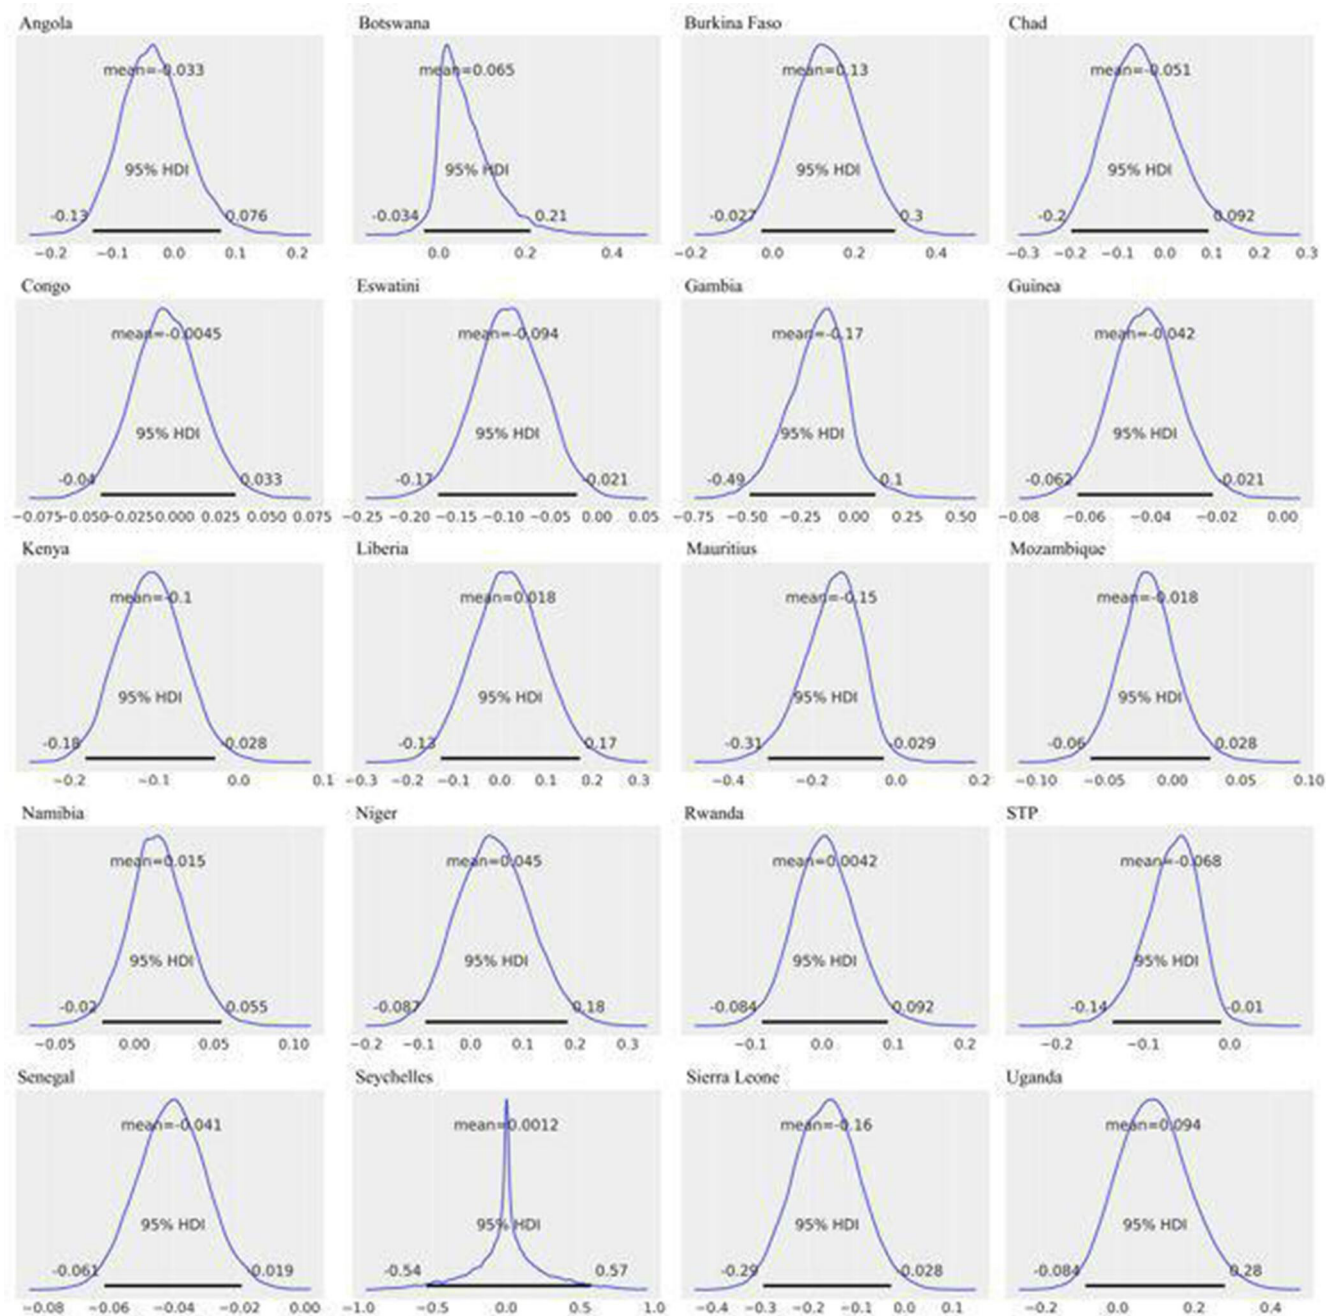 Angola
mean=-0.033
95% HDI
-0.13 0.076
−0.2 −0.1 0.0 0.1 0.2
Botswana
mean=0.065
95% HDI
-0.034 0.21
0.0 0.2 0.4
Burkina Faso
mean=0.13
95% HDI
-0.027 0.3
−0.2 0.0 0.2 0.4
Chad
mean=-0.051
95% HDI
-0.2 0.092
−0.3 −0.2 −0.1 0.0 0.1 0.2 0.3
Congo
mean=-0.0045
95% HDI
-0.04 0.033
−0.075 −0.050 −0.025 0.000 0.025 0.050 0.075
Eswatini
mean=-0.094
95% HDI
-0.17 -0.021
−0.25 −0.20 −0.15 −0.10 −0.05 0.00 0.05
Gambia
mean=-0.17
95% HDI
-0.49 0.1
−0.75 −0.50 −0.25 0.00 0.25 0.50
Guinea
mean=-0.042
95% HDI
-0.062 -0.021
−0.08 −0.06 −0.04 −0.02 0.00
Kenya
mean=-0.1
95% HDI
-0.18 -0.028
−0.2 −0.1 0.0 0.1
Liberia
mean=0.018
95% HDI
-0.13 0.17
−0.3 −0.2 −0.1 0.0 0.1 0.2 0.3
Mauritius
mean=-0.15
95% HDI
-0.31 -0.029
−0.4 −0.2 0.0 0.2
Mozambique
mean=-0.018
95% HDI
-0.06 0.028
−0.10 −0.05 0.00 0.05 0.10
Namibia
mean=0.015
95% HDI
-0.02 0.055
−0.05 0.00 0.05 0.10
Niger
mean=0.045
95% HDI
-0.087 0.18
−0.2 −0.1 0.0 0.1 0.2 0.3
Rwanda
mean=0.0042
95% HDI
-0.084 0.092
−0.1 0.0 0.1 0.2
STP
mean=-0.068
95% HDI
-0.14 -0.01
−0.2 −0.1 0.0
Senegal
mean=-0.041
95% HDI
-0.061 -0.019
−0.08 −0.06 −0.04 −0.02 0.00
Seychelles
mean=0.0012
95% HDI
-0.54 0.57
−1.0 −0.5 0.0 0.5 1.0
Sierra Leone
mean=-0.16
95% HDI
-0.29 -0.028
−0.4 −0.3 −0.2 −0.1 0.0 0.1
Uganda
mean=0.094
95% HDI
-0.084 0.28
−0.2 0.0 0.2 0.4